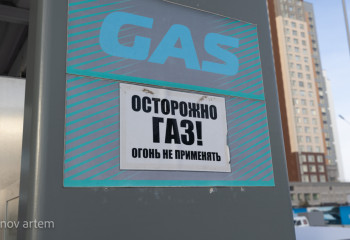 GAS
ОСТОРОЖНО
ГАЗ!
ОГОНЬ НЕ ПРИМЕНЯТЬ
nov artem